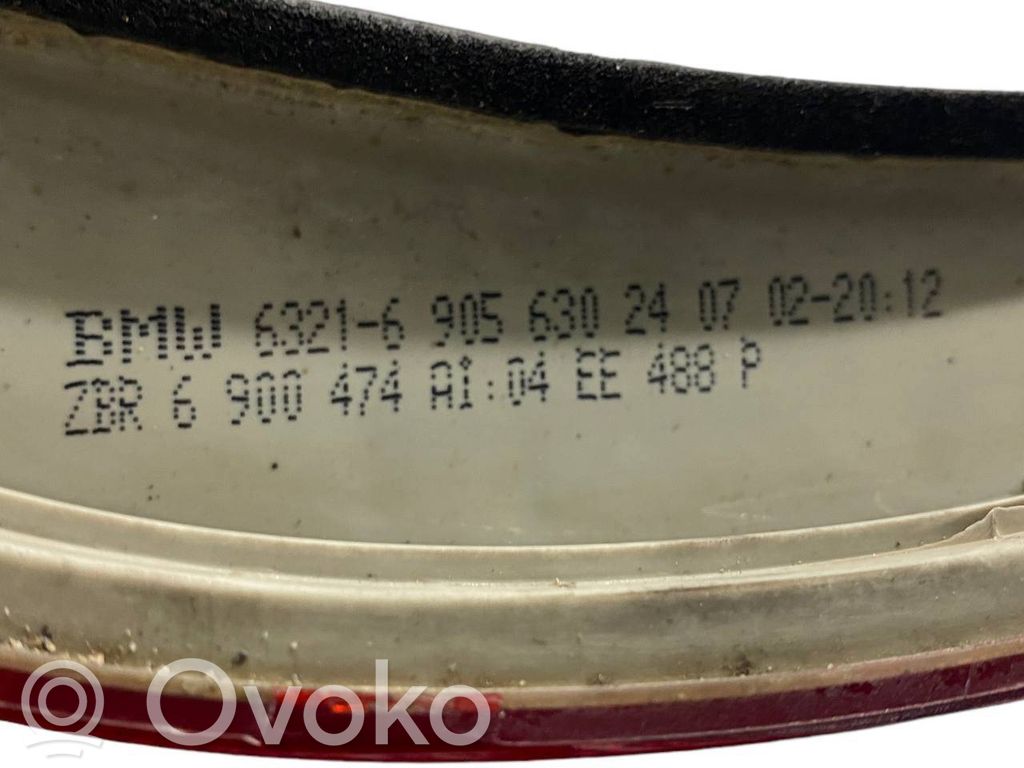 BMW 6321-6 905 630 24 07 02-20:12
ZBR 6 900 474 AI:04 EE 488 P
Ovoko